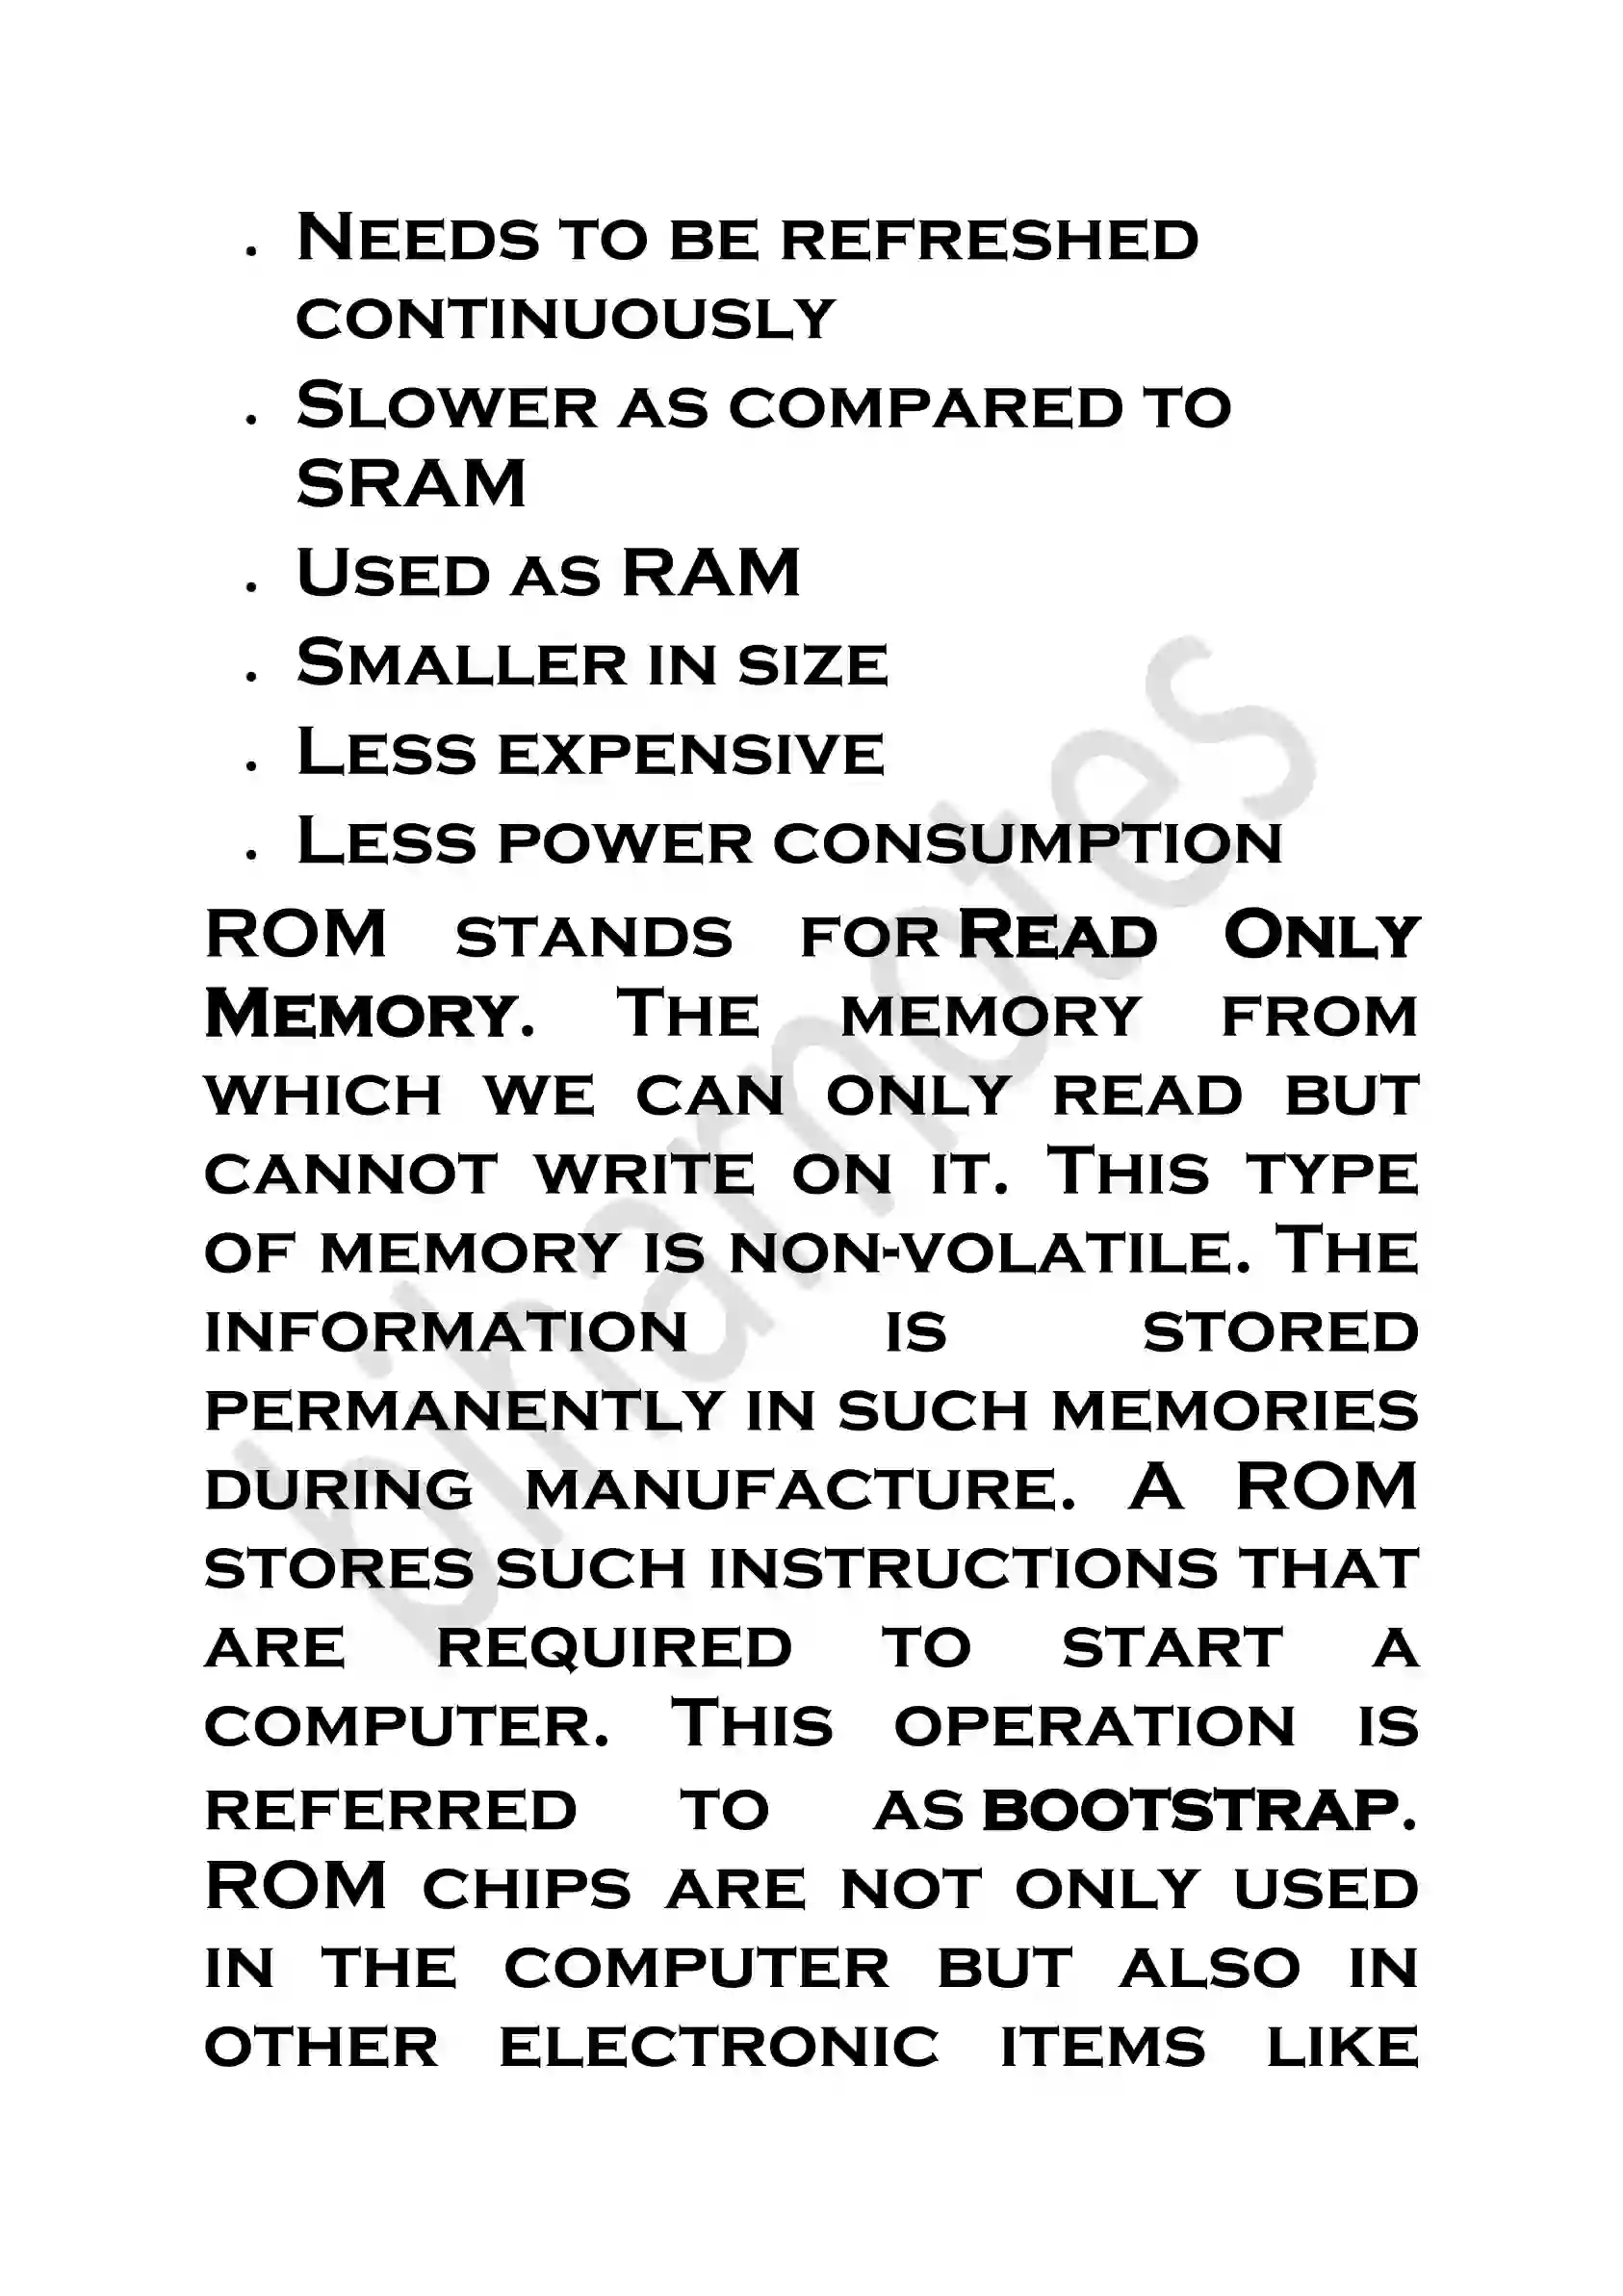 . Needs to be refreshed
continuously
. Slower as compared to
SRAM
. Used as RAM
. Smaller in size
. Less expensive
. Less power consumption
ROM stands for Read Only
Memory. The memory from
which we can only read but
cannot write on it. This type
of memory is non-volatile. The
information is stored
permanently in such memories
during manufacture. A ROM
stores such instructions that
are required to start a
computer. This operation is
referred to as bootstrap.
ROM chips are not only used
in the computer but also in
other electronic items like
biharnotes